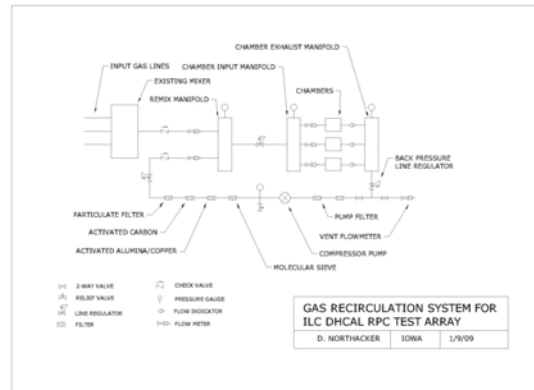 CHAMBER EXHAUST MANIFOLD
INPUT GAS LINES
CHAMBER INPUT MANIFOLD
EXISTING MIXER
CHAMBERS
REMIX MANIFOLD
BACK PRESSURE
LINE REGULATOR
PARTICULATE FILTER
PUMP FILTER
ACTIVATED CARBON
VENT FLOWMETER
ACTIVATED ALUMINA/COPPER
COMPRESSOR PUMP
MOLECULAR SIEVE
2-WAY VALVE
CHECK VALVE
RELIEF VALVE
PRESSURE GAUGE
LINE REGULATOR
FLOW INDICATOR
FILTER
FLOW METER
GAS RECIRCULATION SYSTEM FOR
ILC DHCAL RPC TEST ARRAY
D. NORTHACKER IOWA 1/9/09